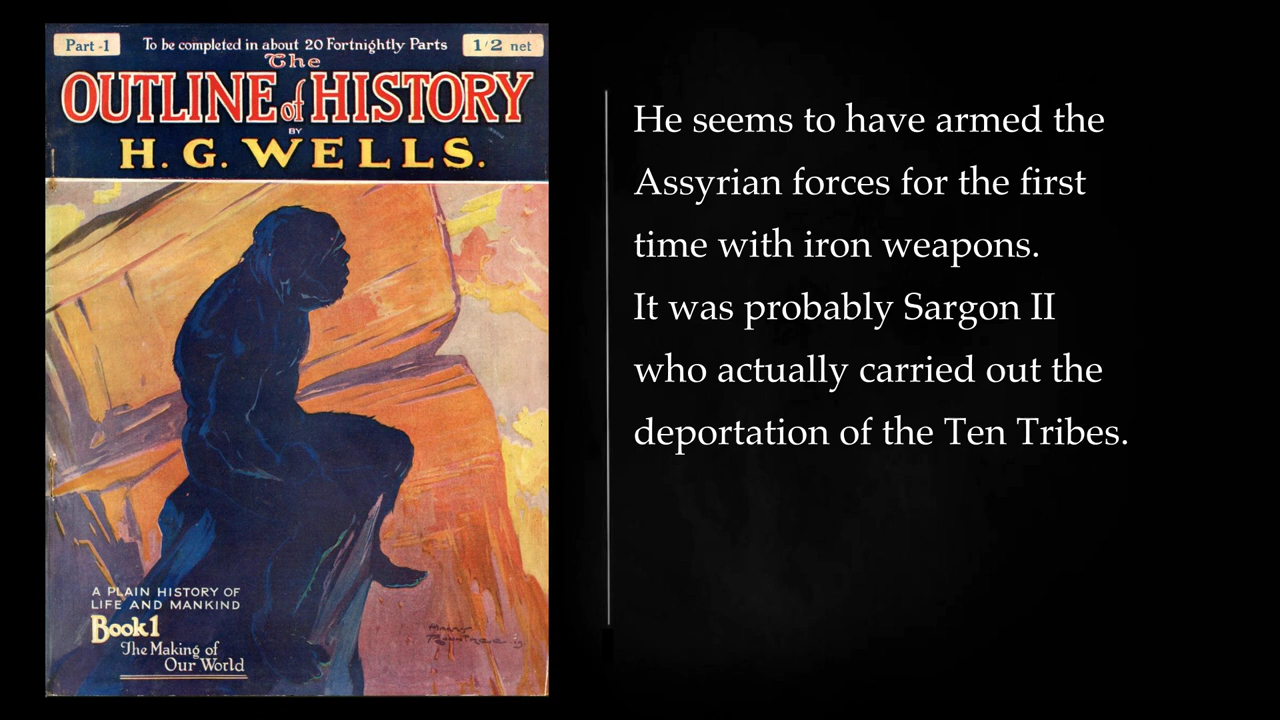 Part -1
To be completed in about 20 Fortnightly Parts
1/2 net
The
OUTLINE of HISTORY
BY
H. G. WELLS.
A PLAIN HISTORY OF
LIFE AND MANKIND
Book 1
The Making of
Our World
He seems to have armed the
Assyrian forces for the first
time with iron weapons.
It was probably Sargon II
who actually carried out the
deportation of the Ten Tribes.